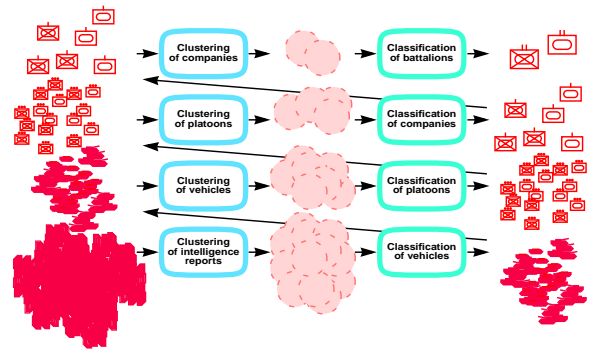 Clustering
of companies
Classification
of battalions
Clustering
of platoons
Classification
of companies
Clustering
of vehicles
Classification
of platoons
Clustering
of intelligence
reports
Classification
of vehicles